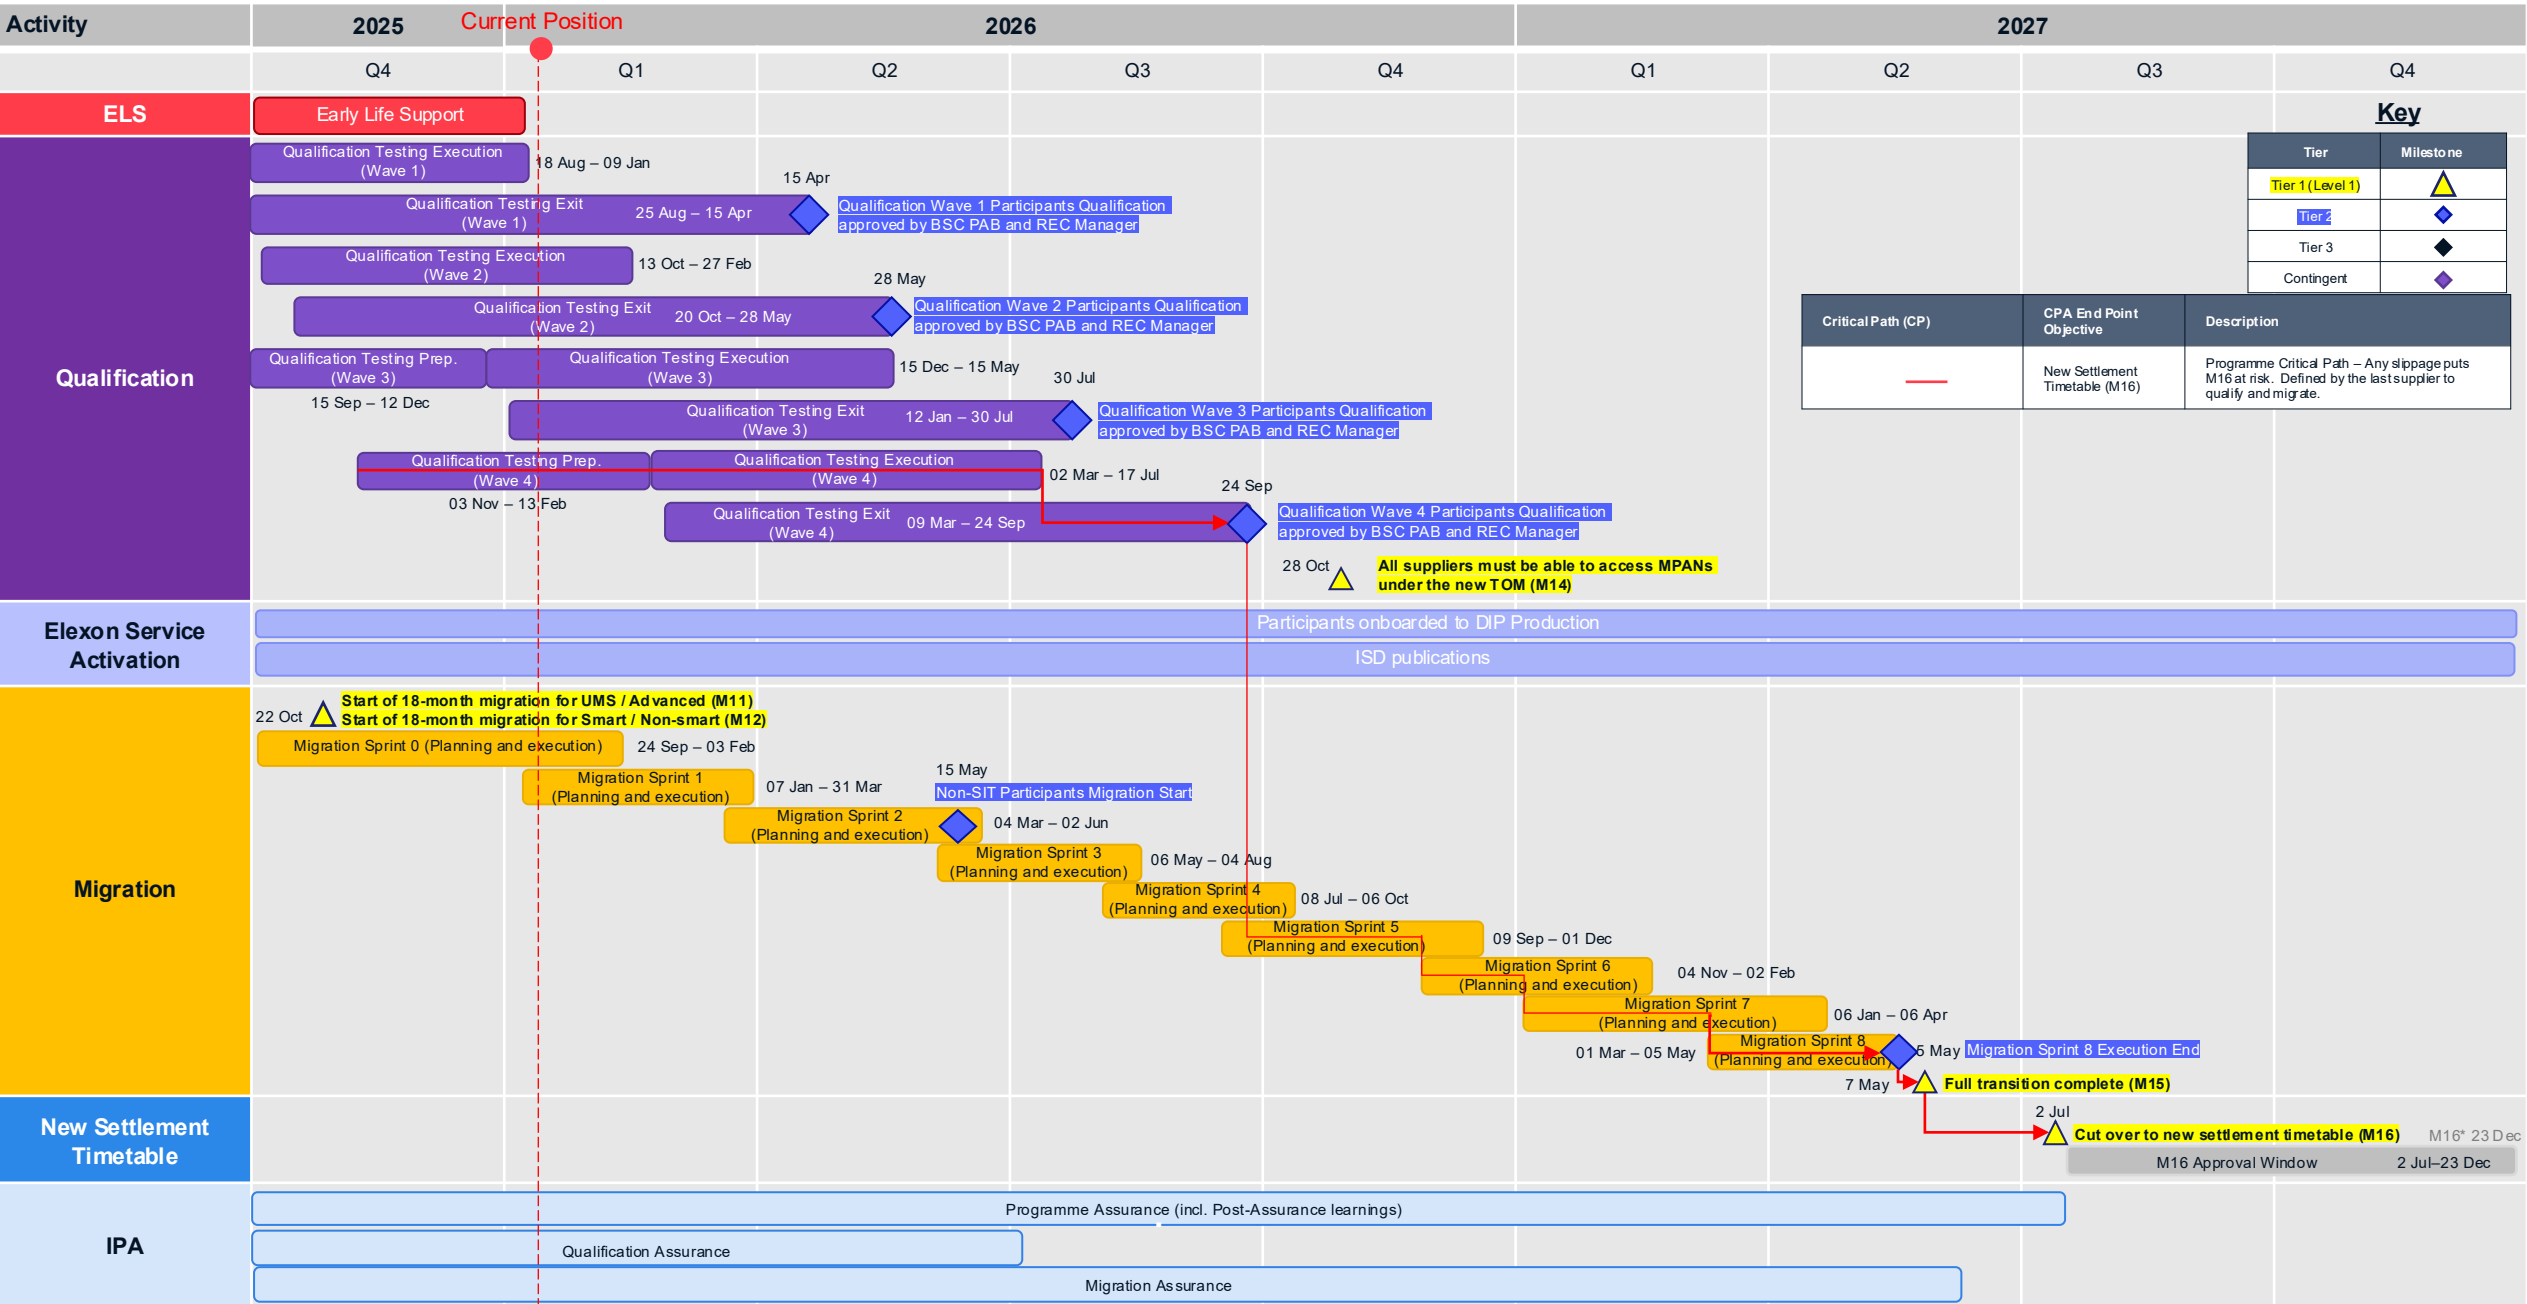 Activity
2025
Current Position
2026
2027
Q4
Q1
Q2
Q3
Q4
Q1
Q2
Q3
Q4
ELS
Early Life Support
Key
Tier
Milestone
Tier 1 (Level 1)
Tier 2
Tier 3
Contingent
Critical Path (CP)
CPA End Point
Objective
Description
New Settlement
Timetable (M16)
Programme Critical Path – Any slippage puts
M16 at risk. Defined by the last supplier to
qualify and migrate.
Qualification
Qualification Testing Execution
(Wave 1)
18 Aug – 09 Jan
Qualification Testing Exit
(Wave 1)
25 Aug – 15 Apr
15 Apr
Qualification Wave 1 Participants Qualification
approved by BSC PAB and REC Manager
Qualification Testing Execution
(Wave 2)
13 Oct – 27 Feb
Qualification Testing Exit
(Wave 2)
20 Oct – 28 May
28 May
Qualification Wave 2 Participants Qualification
approved by BSC PAB and REC Manager
Qualification Testing Prep.
(Wave 3)
15 Sep – 12 Dec
Qualification Testing Execution
(Wave 3)
15 Dec – 15 May
Qualification Testing Exit
(Wave 3)
12 Jan – 30 Jul
30 Jul
Qualification Wave 3 Participants Qualification
approved by BSC PAB and REC Manager
Qualification Testing Prep.
(Wave 4)
03 Nov – 13 Feb
Qualification Testing Execution
(Wave 4)
02 Mar – 17 Jul
Qualification Testing Exit
(Wave 4)
09 Mar – 24 Sep
24 Sep
Qualification Wave 4 Participants Qualification
approved by BSC PAB and REC Manager
28 Oct
All suppliers must be able to access MPANs
under the new TOM (M14)
Elexon Service
Activation
Participants onboarded to DIP Production
ISD publications
Migration
22 Oct
Start of 18-month migration for UMS / Advanced (M11)
Start of 18-month migration for Smart / Non-smart (M12)
Migration Sprint 0 (Planning and execution)
24 Sep – 03 Feb
Migration Sprint 1
(Planning and execution)
07 Jan – 31 Mar
15 May
Non-SIT Participants Migration Start
Migration Sprint 2
(Planning and execution)
04 Mar – 02 Jun
Migration Sprint 3
(Planning and execution)
06 May – 04 Aug
Migration Sprint 4
(Planning and execution)
08 Jul – 06 Oct
Migration Sprint 5
(Planning and execution)
09 Sep – 01 Dec
Migration Sprint 6
(Planning and execution)
04 Nov – 02 Feb
Migration Sprint 7
(Planning and execution)
06 Jan – 06 Apr
01 Mar – 05 May
Migration Sprint 8
(Planning and execution)
5 May
Migration Sprint 8 Execution End
7 May
Full transition complete (M15)
New Settlement
Timetable
2 Jul
Cut over to new settlement timetable (M16)
M16* 23 Dec
M16 Approval Window
2 Jul–23 Dec
IPA
Programme Assurance (incl. Post-Assurance learnings)
Qualification Assurance
Migration Assurance